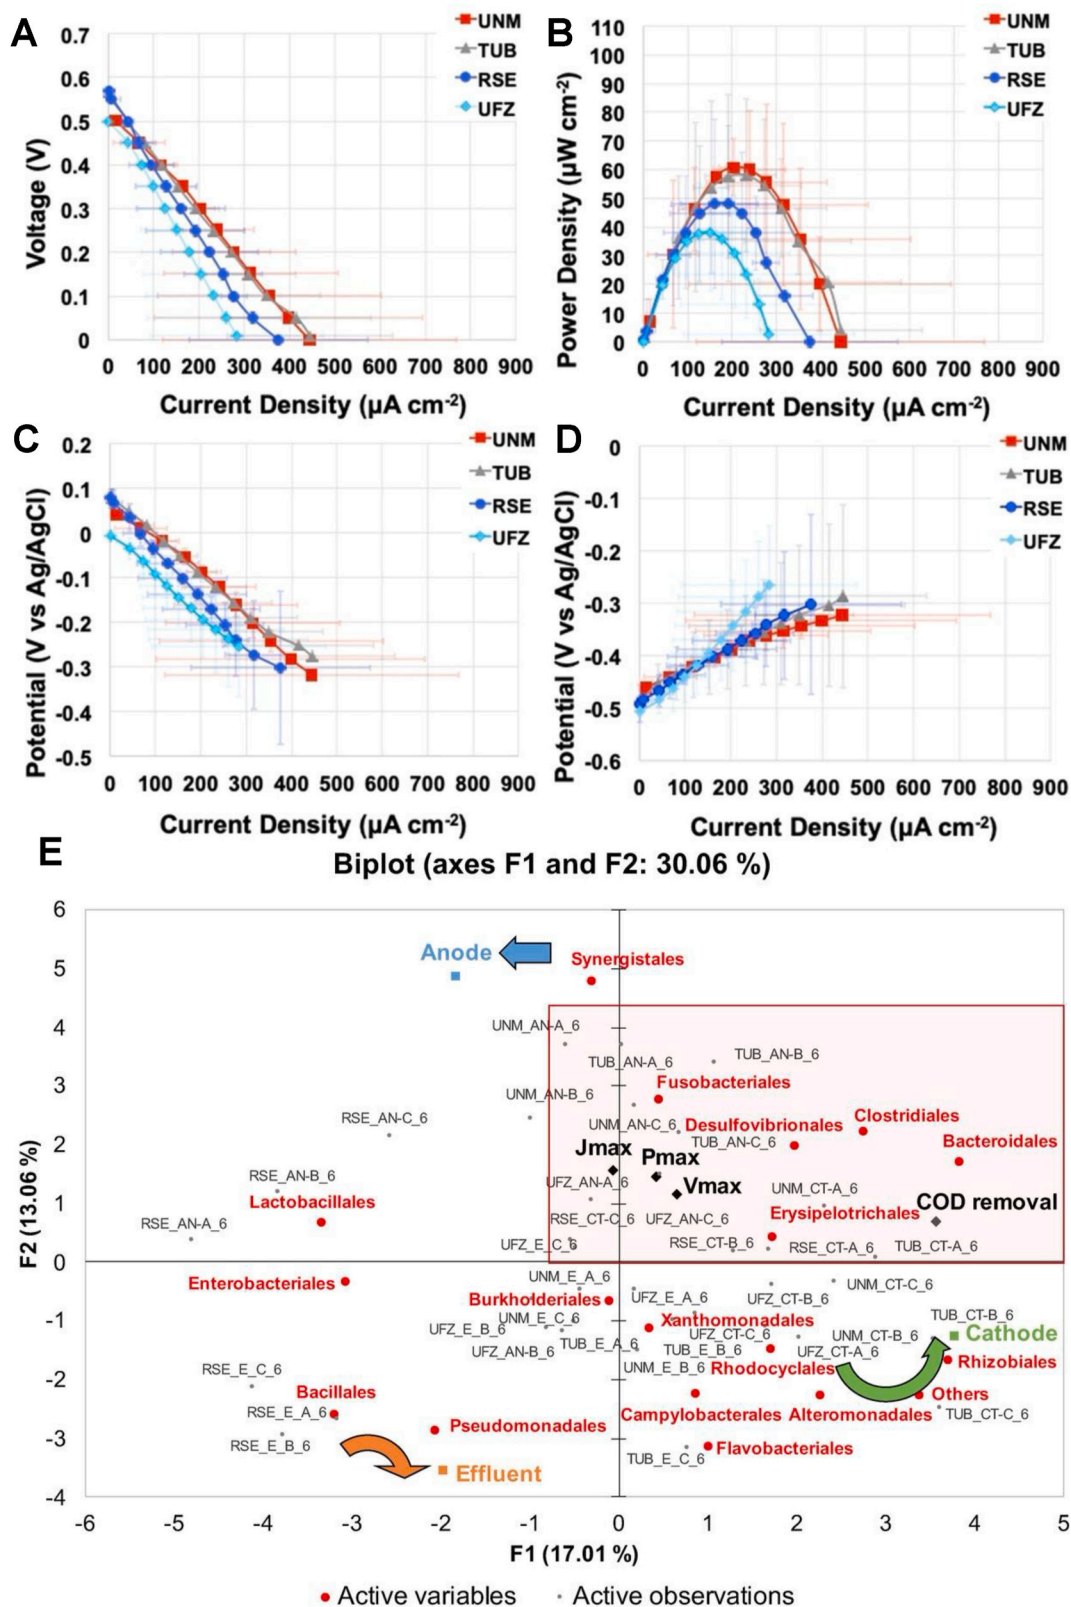 A
UNM
TUB
RSE
UFZ
0.7
0.6
0.5
0.4
0.3
0.2
0.1
0
Voltage (V)
0 100 200 300 400 500 600 700 800 900
Current Density (µA cm-2)
B
UNM
TUB
RSE
UFZ
110
100
90
80
70
60
50
40
30
20
10
0
Power Density (µW cm-2)
0 100 200 300 400 500 600 700 800 900
Current Density (µA cm-2)
C
UNM
TUB
RSE
UFZ
0.2
0.1
0
-0.1
-0.2
-0.3
-0.4
-0.5
Potential (V vs Ag/AgCl)
0 100 200 300 400 500 600 700 800 900
Current Density (µA cm-2)
D
UNM
TUB
RSE
UFZ
0
-0.1
-0.2
-0.3
-0.4
-0.5
-0.6
Potential (V vs Ag/AgCl)
0 100 200 300 400 500 600 700 800 900
Current Density (µA cm-2)
E
Biplot (axes F1 and F2: 30.06 %)
6
5
4
3
2
1
0
-1
-2
-3
-4
F2 (13.06 %)
Anode
Synergistales
UNM_AN-A_6
TUB_AN-A_6
TUB_AN-B_6
Fusobacteriales
UNM_AN-B_6
RSE_AN-C_6
UNM_AN-C_6
Desulfovibrionales
Clostridiales
TUB_AN-C_6
Bacteroidales
Jmax
Pmax
Vmax
RSE_AN-B_6
UFZ_AN-A_6
UNM_CT-A_6
Lactobacillales
COD removal
RSE_AN-A_6
RSE_CT-C_6
UFZ_AN-C_6
Erysipelotrichales
UFZ_E_C_6
RSE_CT-B_6
RSE_CT-A_6
TUB_CT-A_6
Enterobacteriales
UNM_E_A_6
UNM_CT-C_6
Burkholderiales
UFZ_E_A_6
UFZ_CT-B_6
UNM_E_C_6
Xanthomonadales
TUB_CT-B_6
UFZ_E_B_6
UFZ_CT-C_6
UNM_CT-B_6
Cathode
UFZ_AN-B_6
TUB_E_A_6
TUB_E_B_6
UFZ_CT-A_6
RSE_E_C_6
UNM_E_B_6
Rhodocyclales
Rhizobiales
Bacillales
Others
RSE_E_A_6
Campylobacterales
Alteromonadales
TUB_CT-C_6
Pseudomonadales
RSE_E_B_6
TUB_E_C_6
Flavobacteriales
Effluent
-6 -5 -4 -3 -2 -1 0 1 2 3 4 5
F1 (17.01 %)
Active variables
Active observations